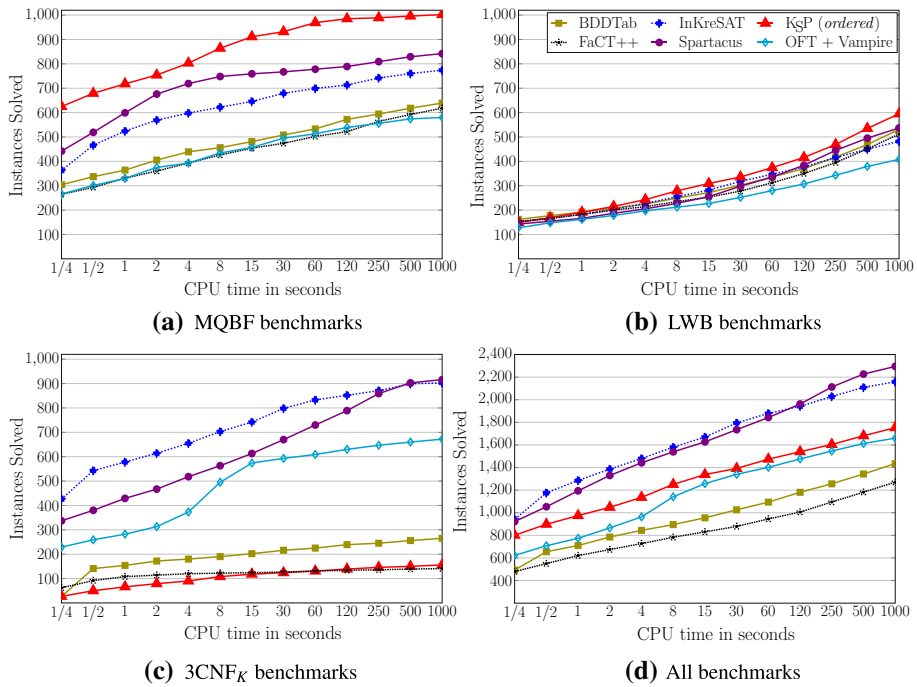 1,000
900
800
700
600
500
400
300
200
100
Instances Solved
1/4 1/2 1 2 4 8 15 30 60 120 250 500 1000
CPU time in seconds
(a) MQBF benchmarks
BDDTab InKreSAT KSP (ordered)
FaCT++ Spartacus OFT + Vampire
1,000
900
800
700
600
500
400
300
200
100
Instances Solved
1/4 1/2 1 2 4 8 15 30 60 120 250 500 1000
CPU time in seconds
(b) LWB benchmarks
1,000
900
800
700
600
500
400
300
200
100
Instances Solved
1/4 1/2 1 2 4 8 15 30 60 120 250 500 1000
CPU time in seconds
(c) 3CNFK benchmarks
2,400
2,200
2,000
1,800
1,600
1,400
1,200
1,000
800
600
400
Instances Solved
1/4 1/2 1 2 4 8 15 30 60 120 250 500 1000
CPU time in seconds
(d) All benchmarks